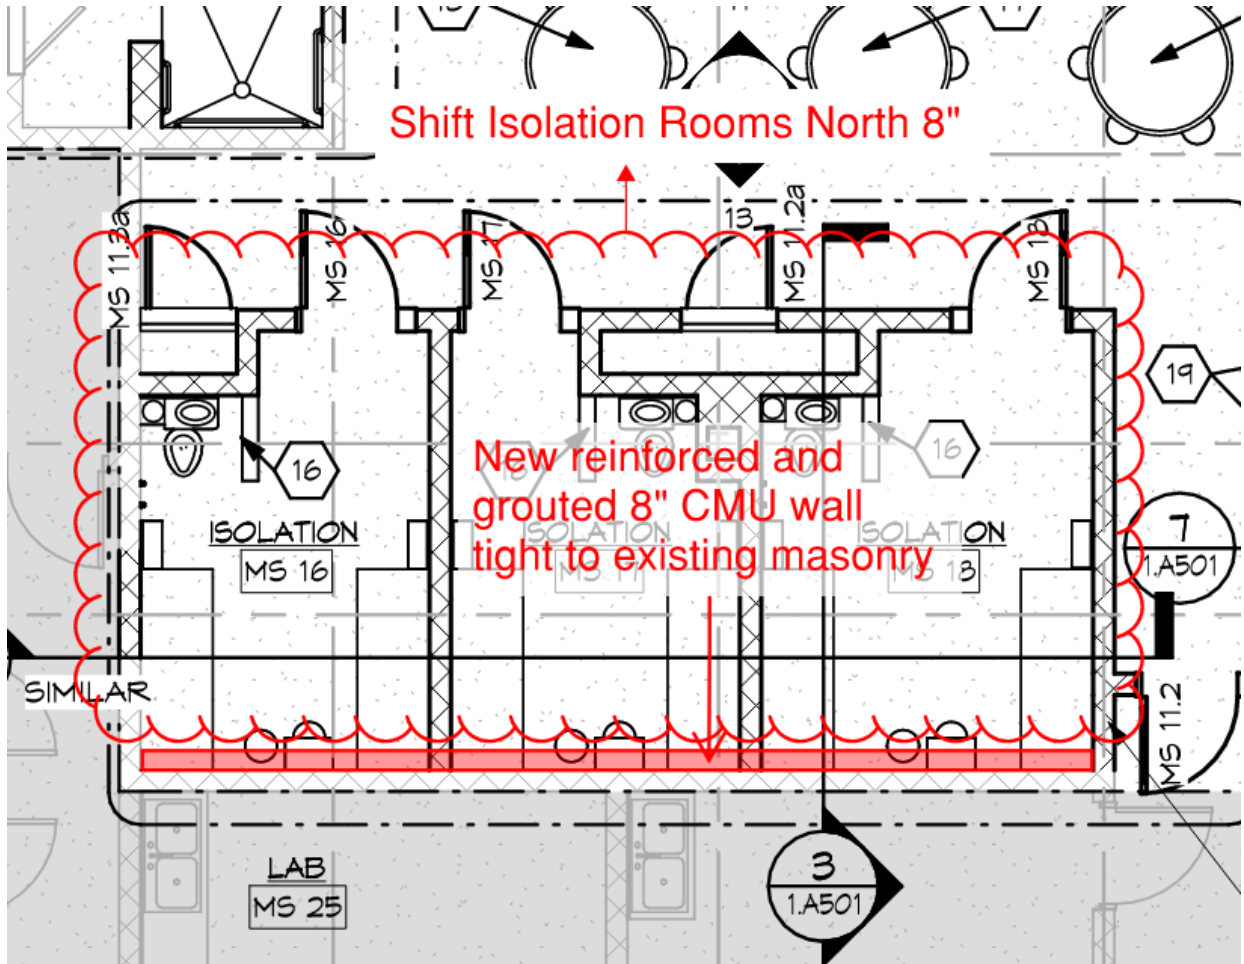 Shift Isolation Rooms North 8"
13
MS 11.3a
MS 16
MS 17
MS 11.2a
MS 18
19
16
16
New reinforced and
grouted 8" CMU wall
tight to existing masonry
ISOLATION
MS 16
ISOLATION
MS 17
ISOLATION
MS 18
7
1.A501
SIMILAR
MS 11.2
LAB
MS 25
3
1.A501